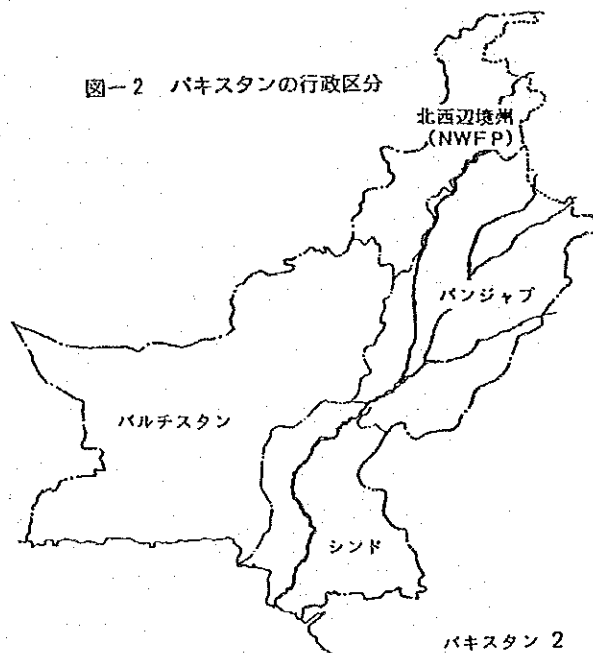 図－2　パキスタンの行政区分
北西辺境州
(NWFP)
パンジャブ
バルチスタン
シンド
パキスタン 2